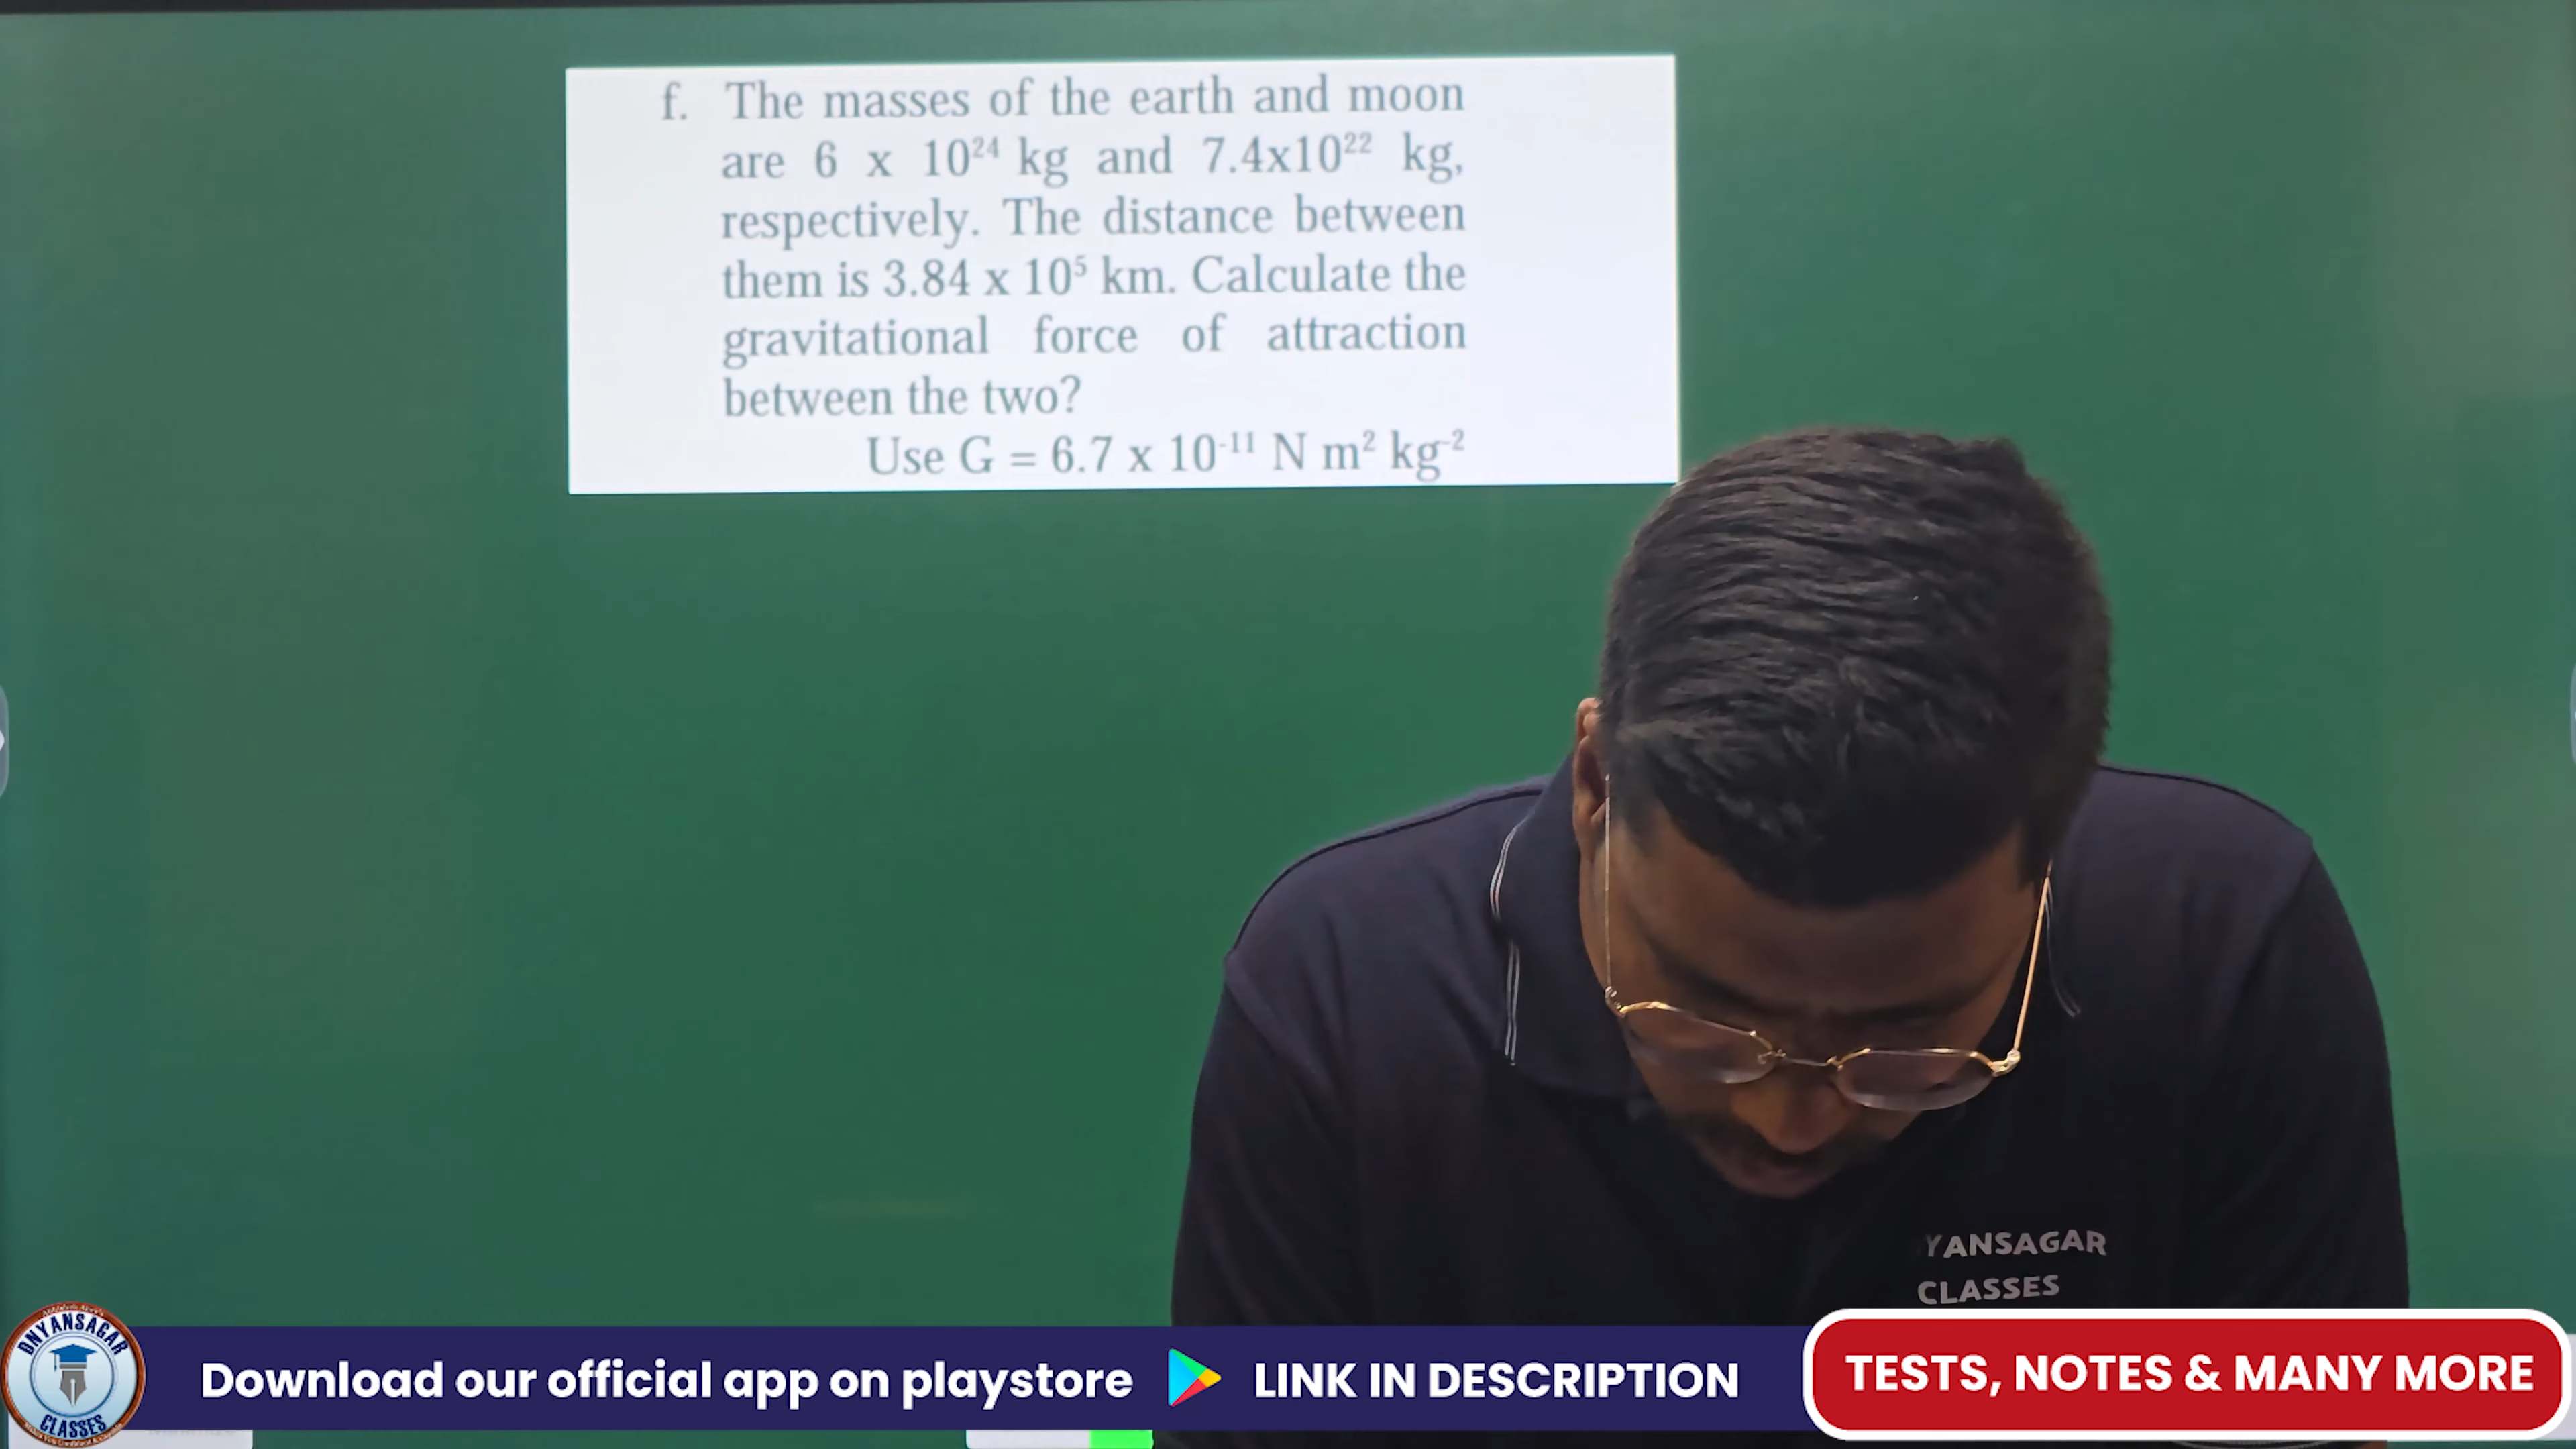 f. The masses of the earth and moon
are 6 x 10²⁴ kg and 7.4x10²² kg,
respectively. The distance between
them is 3.84 x 10⁵ km. Calculate the
gravitational force of attraction
between the two?
Use G = 6.7 x 10⁻¹¹ N m² kg⁻²
YANSAGAR
CLASSES
DNYANSAGAR
CLASSES
Download our official app on playstore
LINK IN DESCRIPTION
TESTS, NOTES & MANY MORE